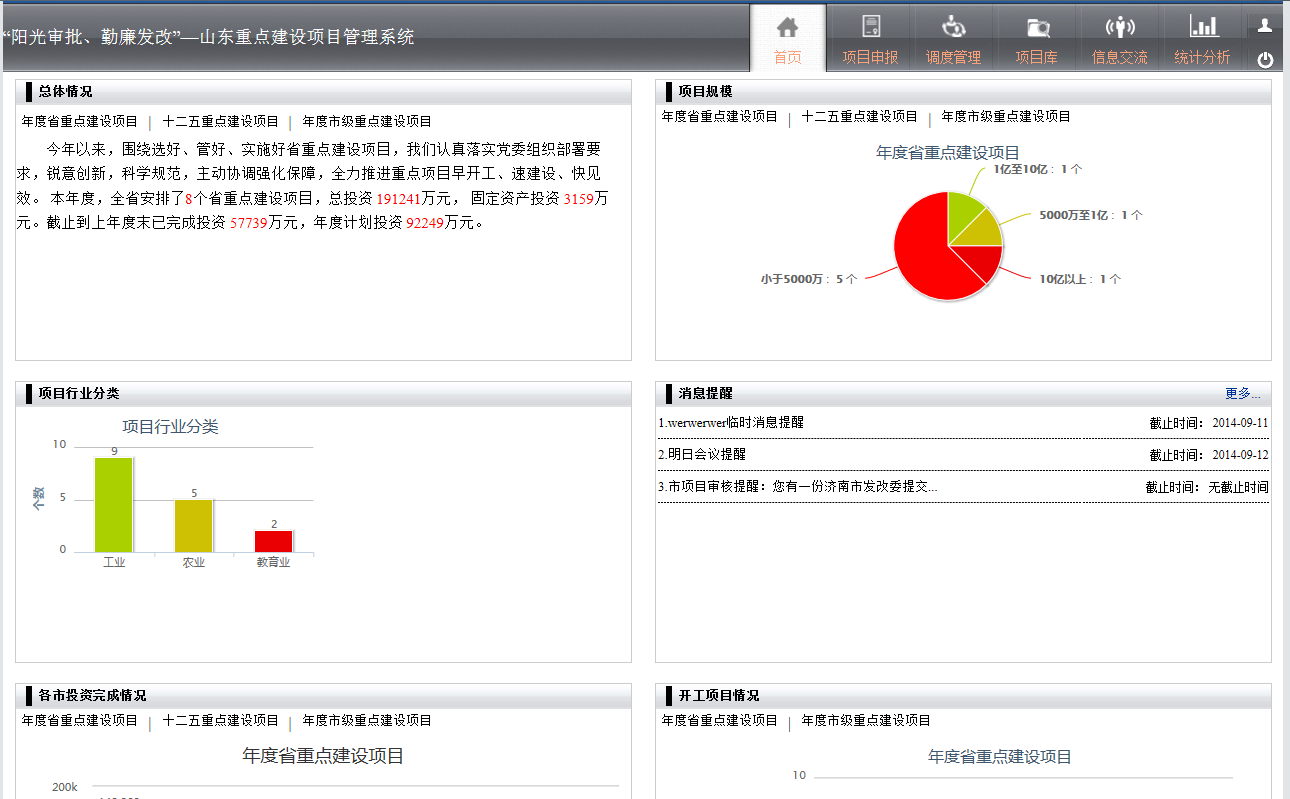 “阳光审批、勤廉发改”—山东重点建设项目管理系统
首页
项目申报
调度管理
项目库
信息交流
统计分析
总体情况
年度省重点建设项目 | 十二五重点建设项目 | 年度市级重点建设项目
今年以来，围绕选好、管好、实施好省重点建设项目，我们认真落实党委组织部署要
求，锐意创新，科学规范，主动协调强化保障，全力推进重点项目早开工、速建设、快见
效。 本年度，全省安排了8个省重点建设项目，总投资 191241万元， 固定资产投资 3159万
元。截止到上年度末已完成投资 57739万元，年度计划投资 92249万元。
项目规模
年度省重点建设项目 | 十二五重点建设项目 | 年度市级重点建设项目
年度省重点建设项目
1亿至10亿： 1 个
5000万至1亿： 1 个
小于5000万： 5 个
10亿以上： 1 个
项目行业分类
项目行业分类
个数
10
9
5
5
2
0
工业
农业
教育业
消息提醒
更多...
1.werwerwer临时消息提醒 截止时间： 2014-09-11
2.明日会议提醒 截止时间： 2014-09-12
3.市项目审核提醒：您有一份济南市发改委提交... 截止时间： 无截止时间
各市投资完成情况
年度省重点建设项目 | 十二五重点建设项目 | 年度市级重点建设项目
年度省重点建设项目
200k
开工项目情况
年度省重点建设项目 | 年度市级重点建设项目
年度省重点建设项目
10